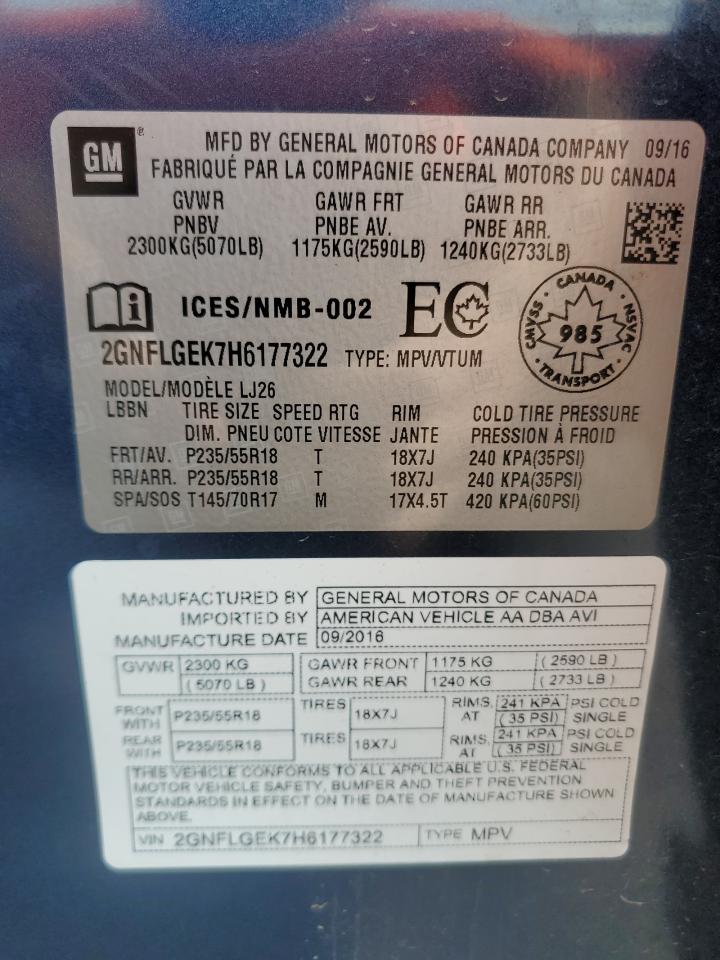 GM ® MFD BY GENERAL MOTORS OF CANADA COMPANY 09/16
FABRIQUÉ PAR LA COMPAGNIE GENERAL MOTORS DU CANADA
GVWR GAWR FRT GAWR RR
PNBV PNBE AV. PNBE ARR.
2300KG(5070LB) 1175KG(2590LB) 1240KG(2733LB)
ICES/NMB-002 EC CANADA CMVSS 985 NSVAC TRANSPORT
2GNFLGEK7H6177322 TYPE: MPV/VTUM
MODEL/MODÈLE LJ26
LBBN TIRE SIZE SPEED RTG RIM COLD TIRE PRESSURE
DIM. PNEU COTE VITESSE JANTE PRESSION À FROID
FRT/AV. P235/55R18 T 18X7J 240 KPA(35PSI)
RR/ARR. P235/55R18 T 18X7J 240 KPA(35PSI)
SPA/SOS T145/70R17 M 17X4.5T 420 KPA(60PSI)
MANUFACTURED BY GENERAL MOTORS OF CANADA
IMPORTED BY AMERICAN VEHICLE AA DBA AVI
MANUFACTURE DATE 09/2016
GVWR 2300 KG GAWR FRONT 1175 KG (2590 LB)
(5070 LB) GAWR REAR 1240 KG (2733 LB)
FRONT WITH P235/55R18 TIRES 18X7J RIMS. AT 241 KPA (35 PSI) PSI COLD SINGLE
REAR WITH P235/55R18 TIRES 18X7J RIMS. AT 241 KPA (35 PSI) PSI COLD SINGLE
THIS VEHICLE CONFORMS TO ALL APPLICABLE U.S. FEDERAL
MOTOR VEHICLE SAFETY, BUMPER AND THEFT PREVENTION
STANDARDS IN EFFECT ON THE DATE OF MANUFACTURE SHOWN
ABOVE.
VIN 2GNFLGEK7H6177322 TYPE MPV